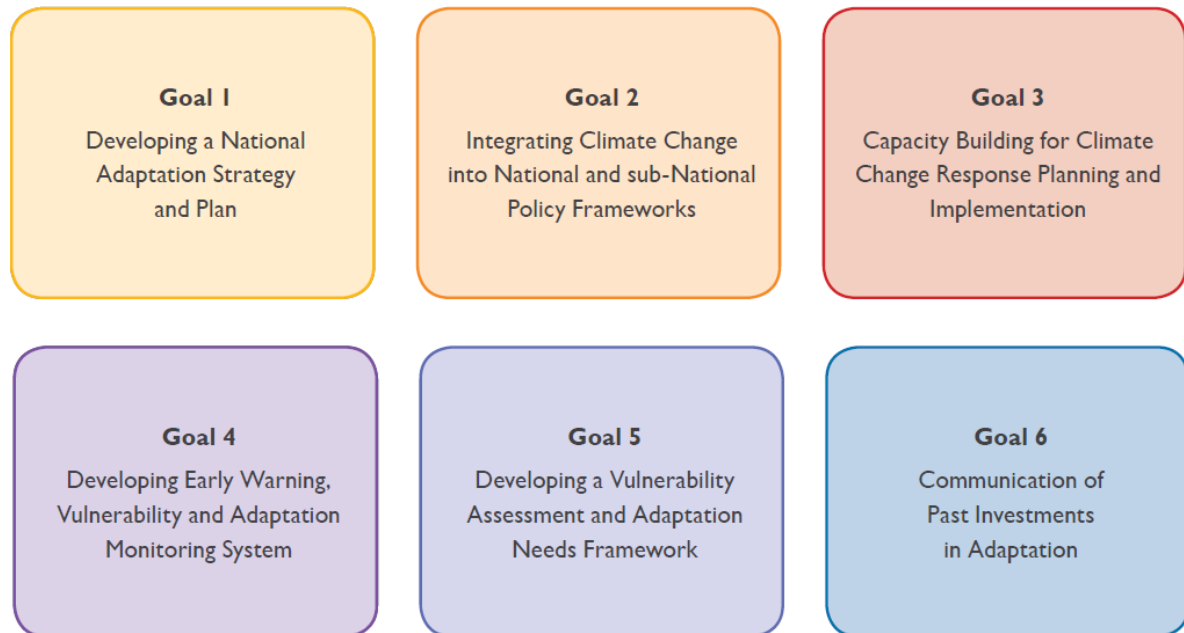 Goal 1
Developing a National
Adaptation Strategy
and Plan
Goal 2
Integrating Climate Change
into National and sub-National
Policy Frameworks
Goal 3
Capacity Building for Climate
Change Response Planning and
Implementation
Goal 4
Developing Early Warning,
Vulnerability and Adaptation
Monitoring System
Goal 5
Developing a Vulnerability
Assessment and Adaptation
Needs Framework
Goal 6
Communication of
Past Investments
in Adaptation